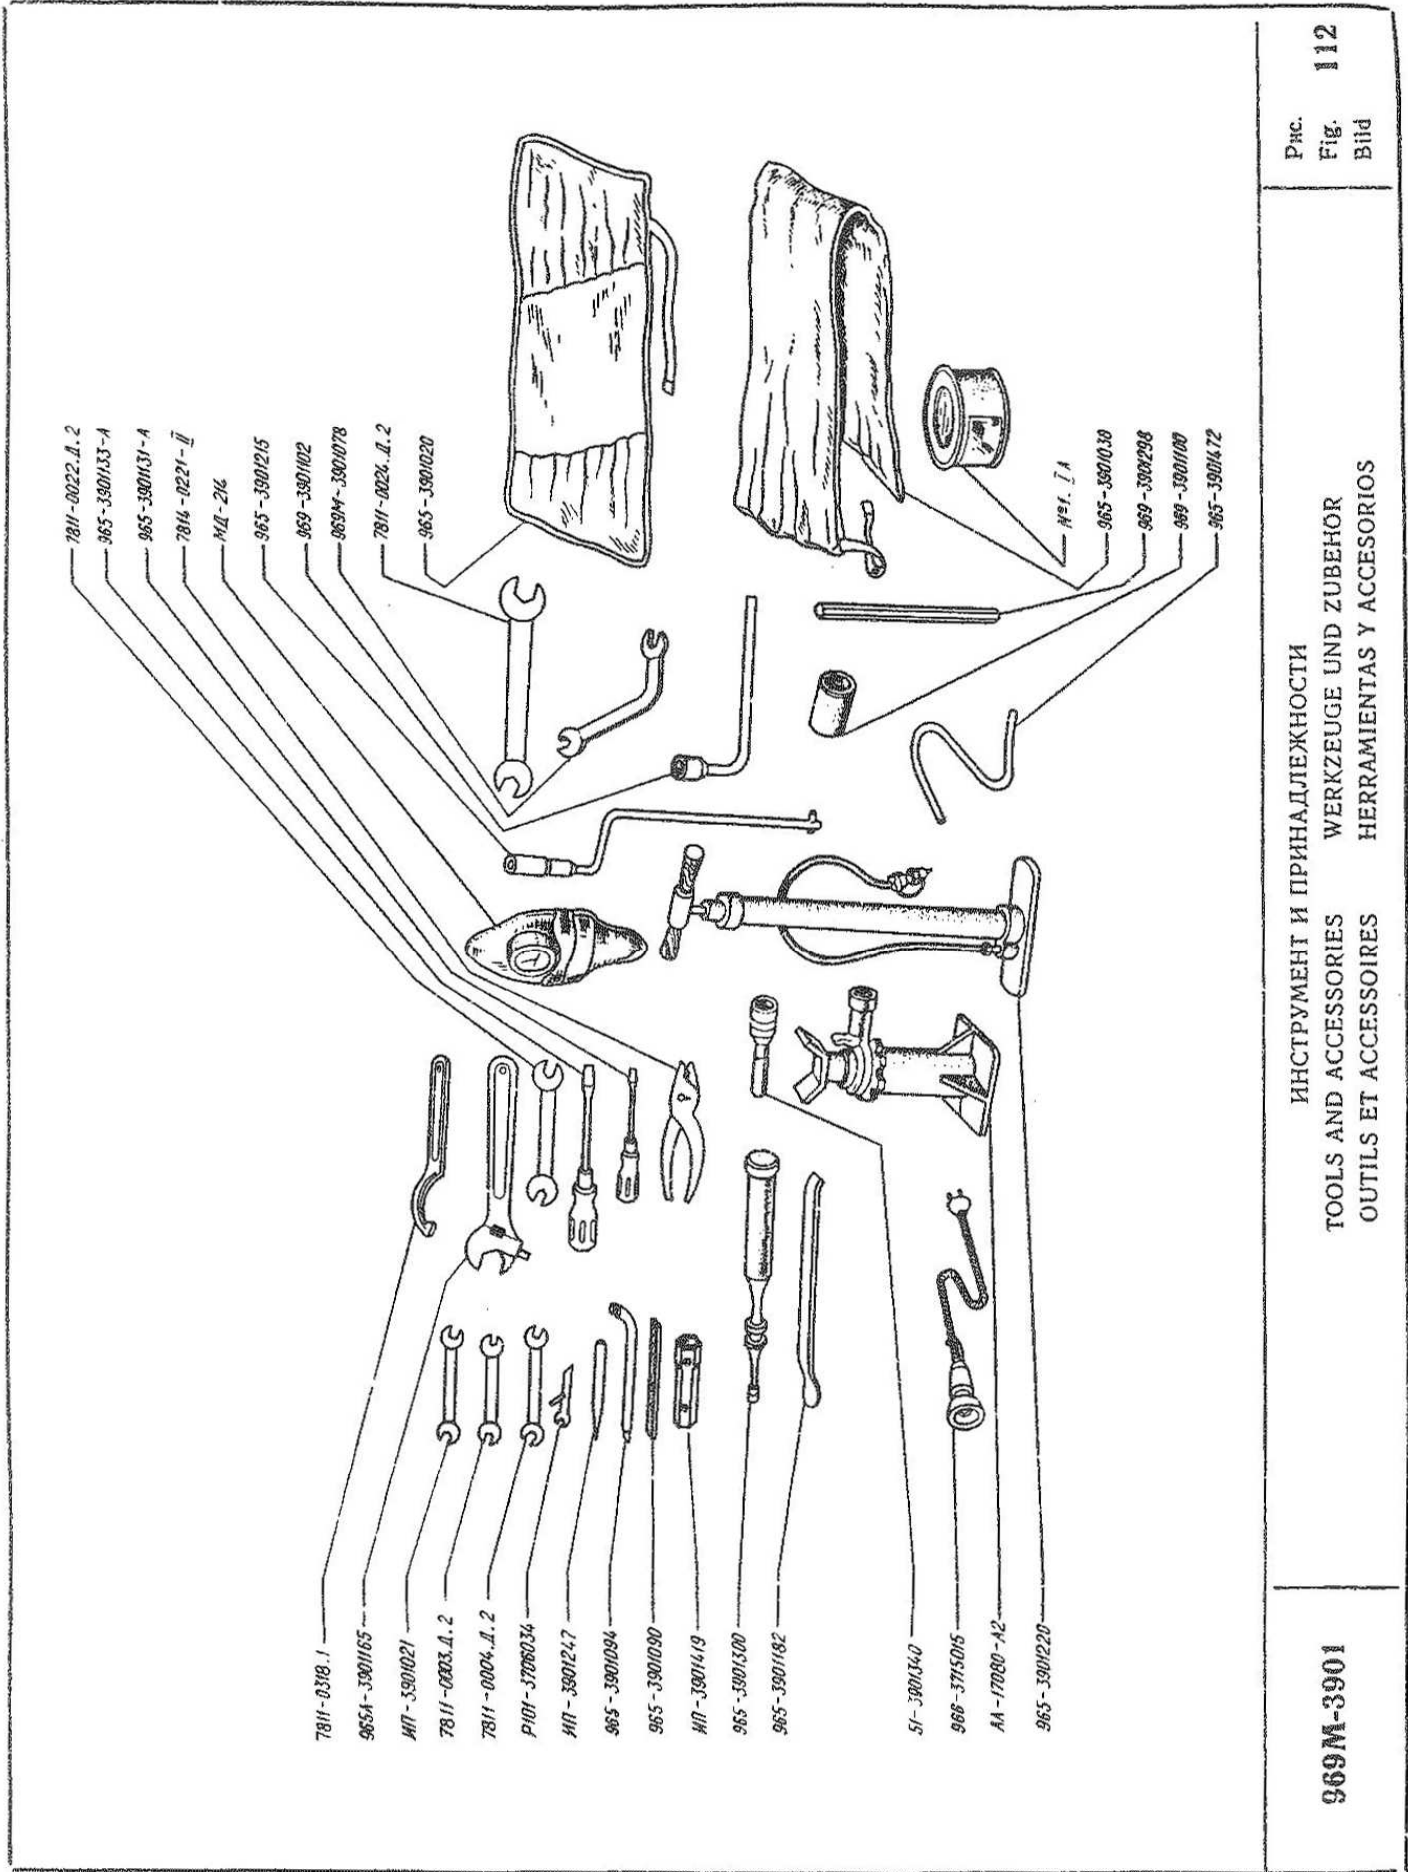 7811-0022.Д.2
965-3901133-А
965-3901131-А
7814-0221-II
МД-214
965-3901215
969-3901102
969М-3901078
7811-0024.Д.2
965-3901020
№1. I А
965-3901030
969-3901298
969-3901100
965-3901472
7811-0318.1
965А-3901165
ИП-3901021
7811-0003.Д.2
7811-0004.Д.2
Р101-3706034
ИП-3901247
965-3901094
965-3901090
ИП-3901419
965-3901300
965-3901182
51-3901340
966-3715015
АА-17080-А2
965-3901220
969М-3901
ИНСТРУМЕНТ И ПРИНАДЛЕЖНОСТИ
TOOLS AND ACCESSORIES WERKZEUGE UND ZUBEHÖR
OUTILS ET ACCESSOIRES HERRAMIENTAS Y ACCESORIOS
Рис.
Fig. 112
Bild